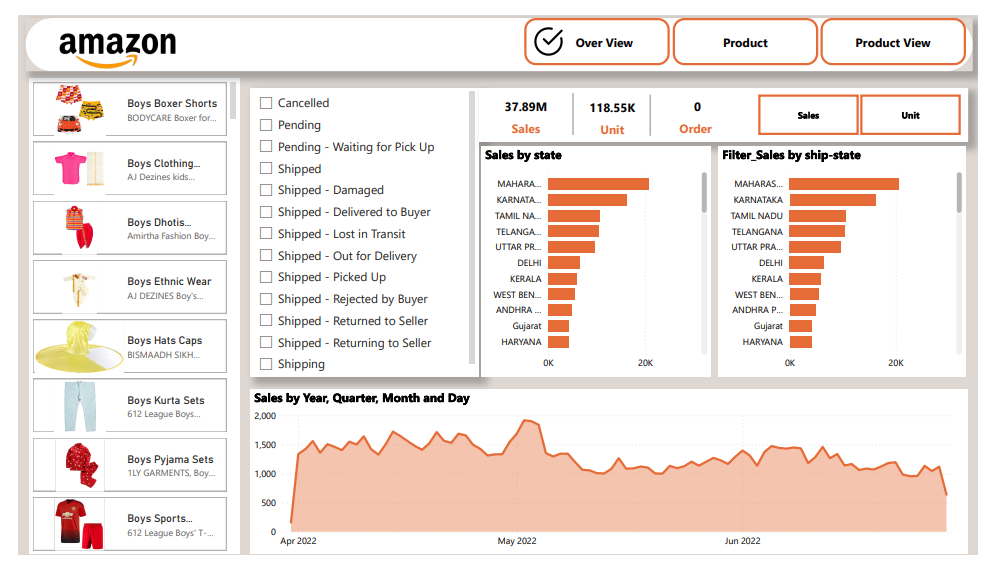 amazon
Over View
Product
Product View
Boys Boxer Shorts
BODYCARE Boxer for...
Boys Clothing...
AJ Dezines kids...
Boys Dhotis...
Amirtha Fashion Boy...
Boys Ethnic Wear
AJ DEZINES Boy's...
Boys Hats Caps
BISMAADH SIKH...
Boys Kurta Sets
612 League Boys...
Boys Pyjama Sets
1LY GARMENTS, Boy...
Boys Sports...
612 League Boys' T-...
Cancelled
Pending
Pending - Waiting for Pick Up
Shipped
Shipped - Damaged
Shipped - Delivered to Buyer
Shipped - Lost in Transit
Shipped - Out for Delivery
Shipped - Picked Up
Shipped - Rejected by Buyer
Shipped - Returned to Seller
Shipped - Returning to Seller
Shipping
37.89M
Sales
118.55K
Unit
0
Order
Sales
Unit
Sales by state
MAHARA...
KARNATA...
TAMIL NA...
TELANGA...
UTTAR PR...
DELHI
KERALA
WEST BEN...
ANDHRA ...
Gujarat
HARYANA
0K 20K
Filter_Sales by ship-state
MAHARAS...
KARNATAKA
TAMIL NADU
TELANGANA
UTTAR PRA...
DELHI
KERALA
WEST BEN...
ANDHRA P...
Gujarat
HARYANA
0K 20K
Sales by Year, Quarter, Month and Day
2,000
1,500
1,000
500
0
Apr 2022 May 2022 Jun 2022